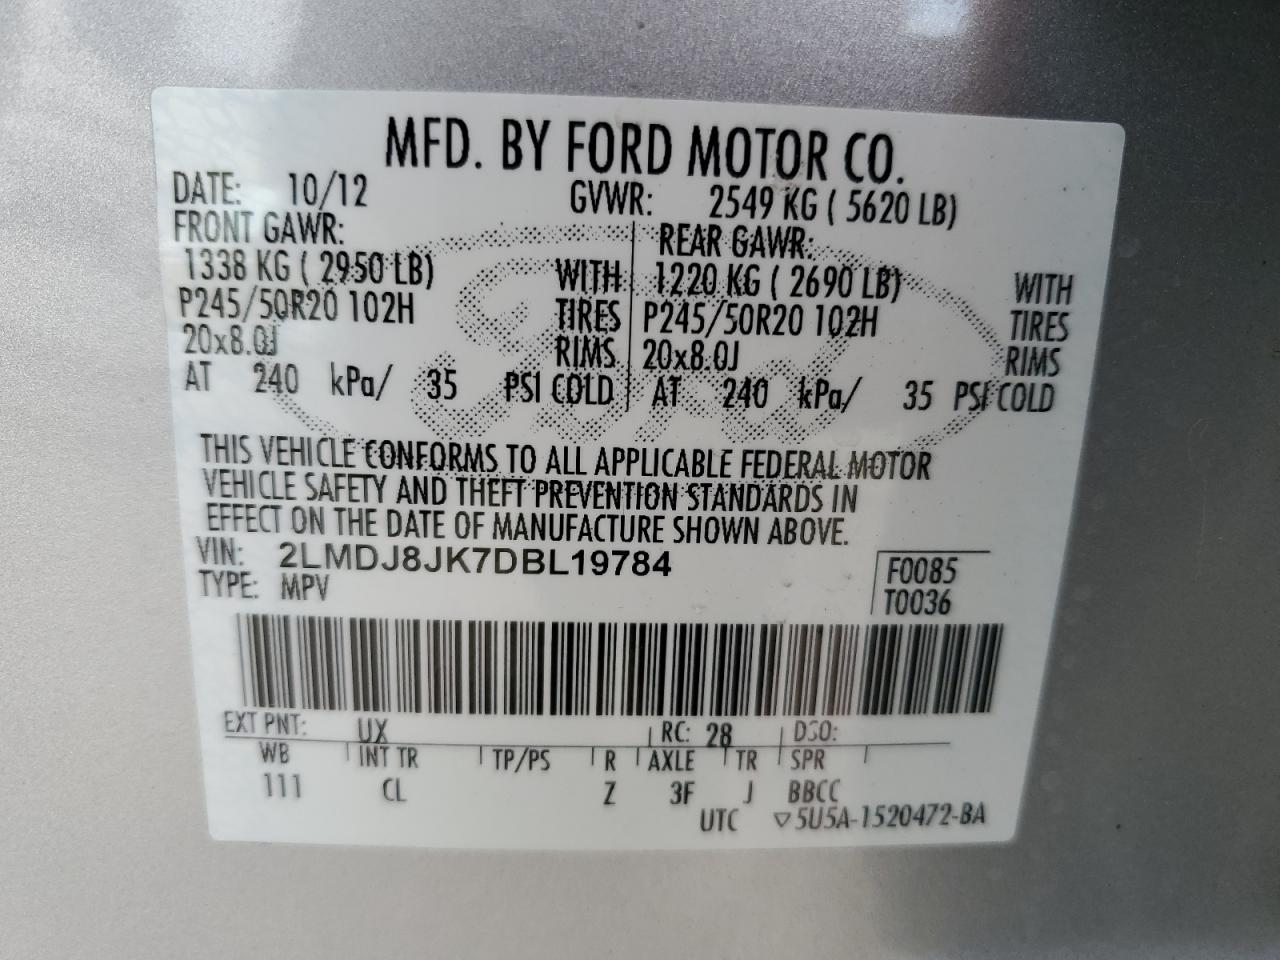 MFD. BY FORD MOTOR CO.
DATE: 10/12 GVWR: 2549 KG ( 5620 LB)
FRONT GAWR: REAR GAWR:
1338 KG ( 2950 LB) WITH 1220 KG ( 2690 LB) WITH
P245/50R20 102H TIRES P245/50R20 102H TIRES
20x8.0J RIMS 20x8.0J RIMS
AT 240 kPa/ 35 PSI COLD AT 240 kPa/ 35 PSI COLD
Ford
THIS VEHICLE CONFORMS TO ALL APPLICABLE FEDERAL MOTOR
VEHICLE SAFETY AND THEFT PREVENTION STANDARDS IN
EFFECT ON THE DATE OF MANUFACTURE SHOWN ABOVE.
VIN: 2LMDJ8JK7DBL19784 F0085
TYPE: MPV T0036
EXT PNT: UX RC: 28 DSO:
WB INT TR TP/PS R AXLE TR SPR
111 CL Z 3F J BBCC
UTC ▽5U5A-1520472-BA